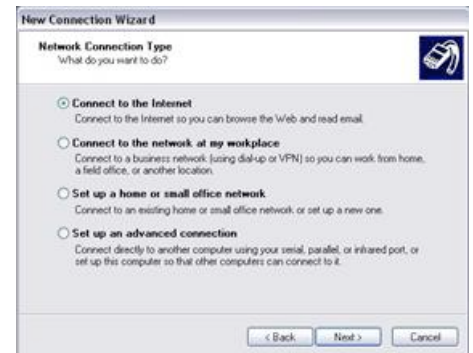 New Connection Wizard
Network Connection Type
What do you want to do?
Connect to the Internet
Connect to the Internet so you can browse the Web and read email.
Connect to the network at my workplace
Connect to a business network (using dial-up or VPN) so you can work from home,
a field office, or another location.
Set up a home or small office network
Connect to an existing home or small office network or set up a new one.
Set up an advanced connection
Connect directly to another computer using your serial, parallel, or infrared port, or
set up this computer so that other computers can connect to it.
< Back
Next >
Cancel